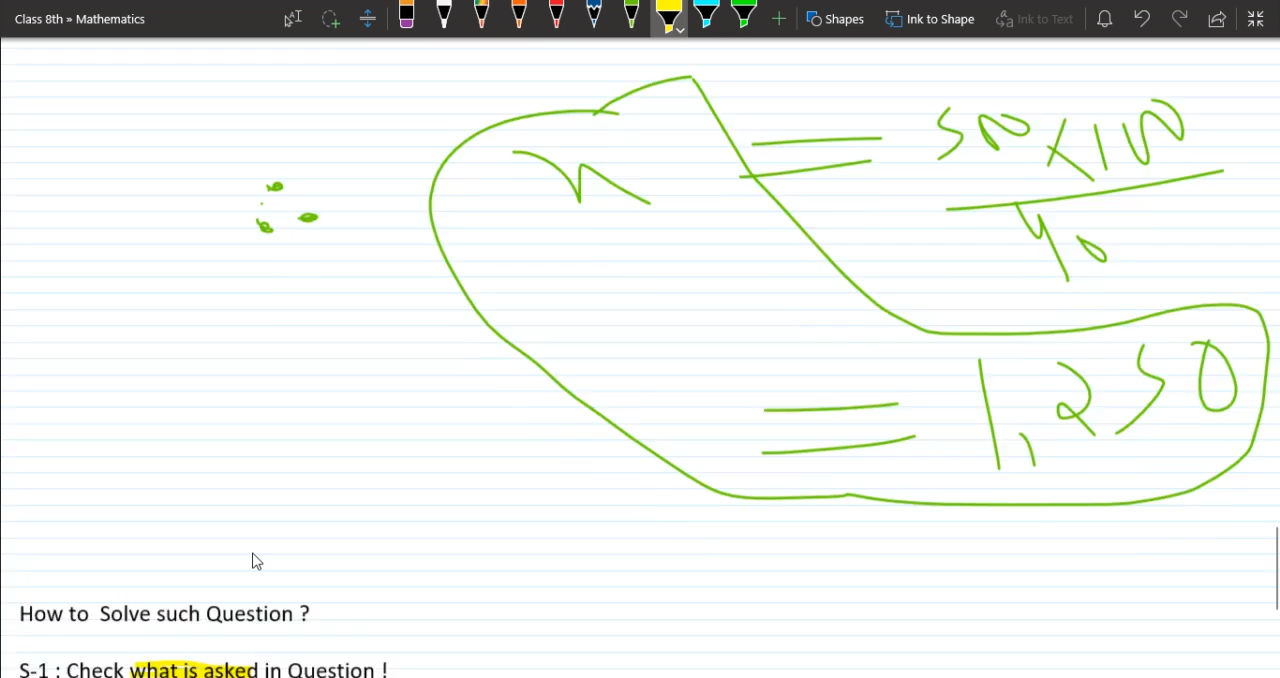 Class 8th » Mathematics Shapes Ink to Shape Ink to Text
∴ x = 500 x 100
40
= 1,250
How to Solve such Question ?
S-1 : Check what is asked in Question !